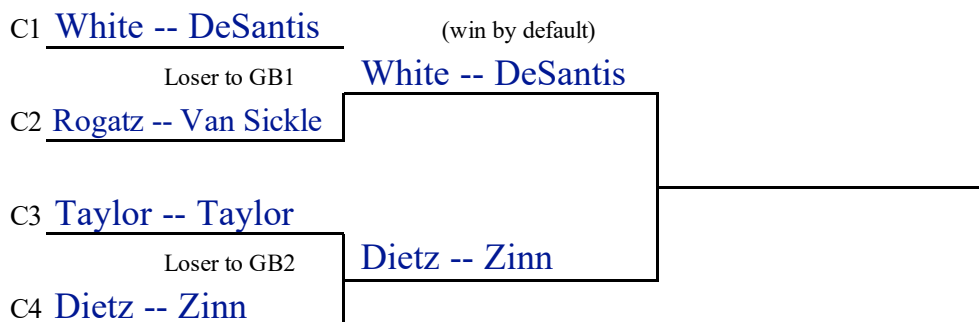 C1 White -- DeSantis
(win by default)
Loser to GB1
White -- DeSantis
C2 Rogatz -- Van Sickle
C3 Taylor -- Taylor
Loser to GB2
Dietz -- Zinn
C4 Dietz -- Zinn